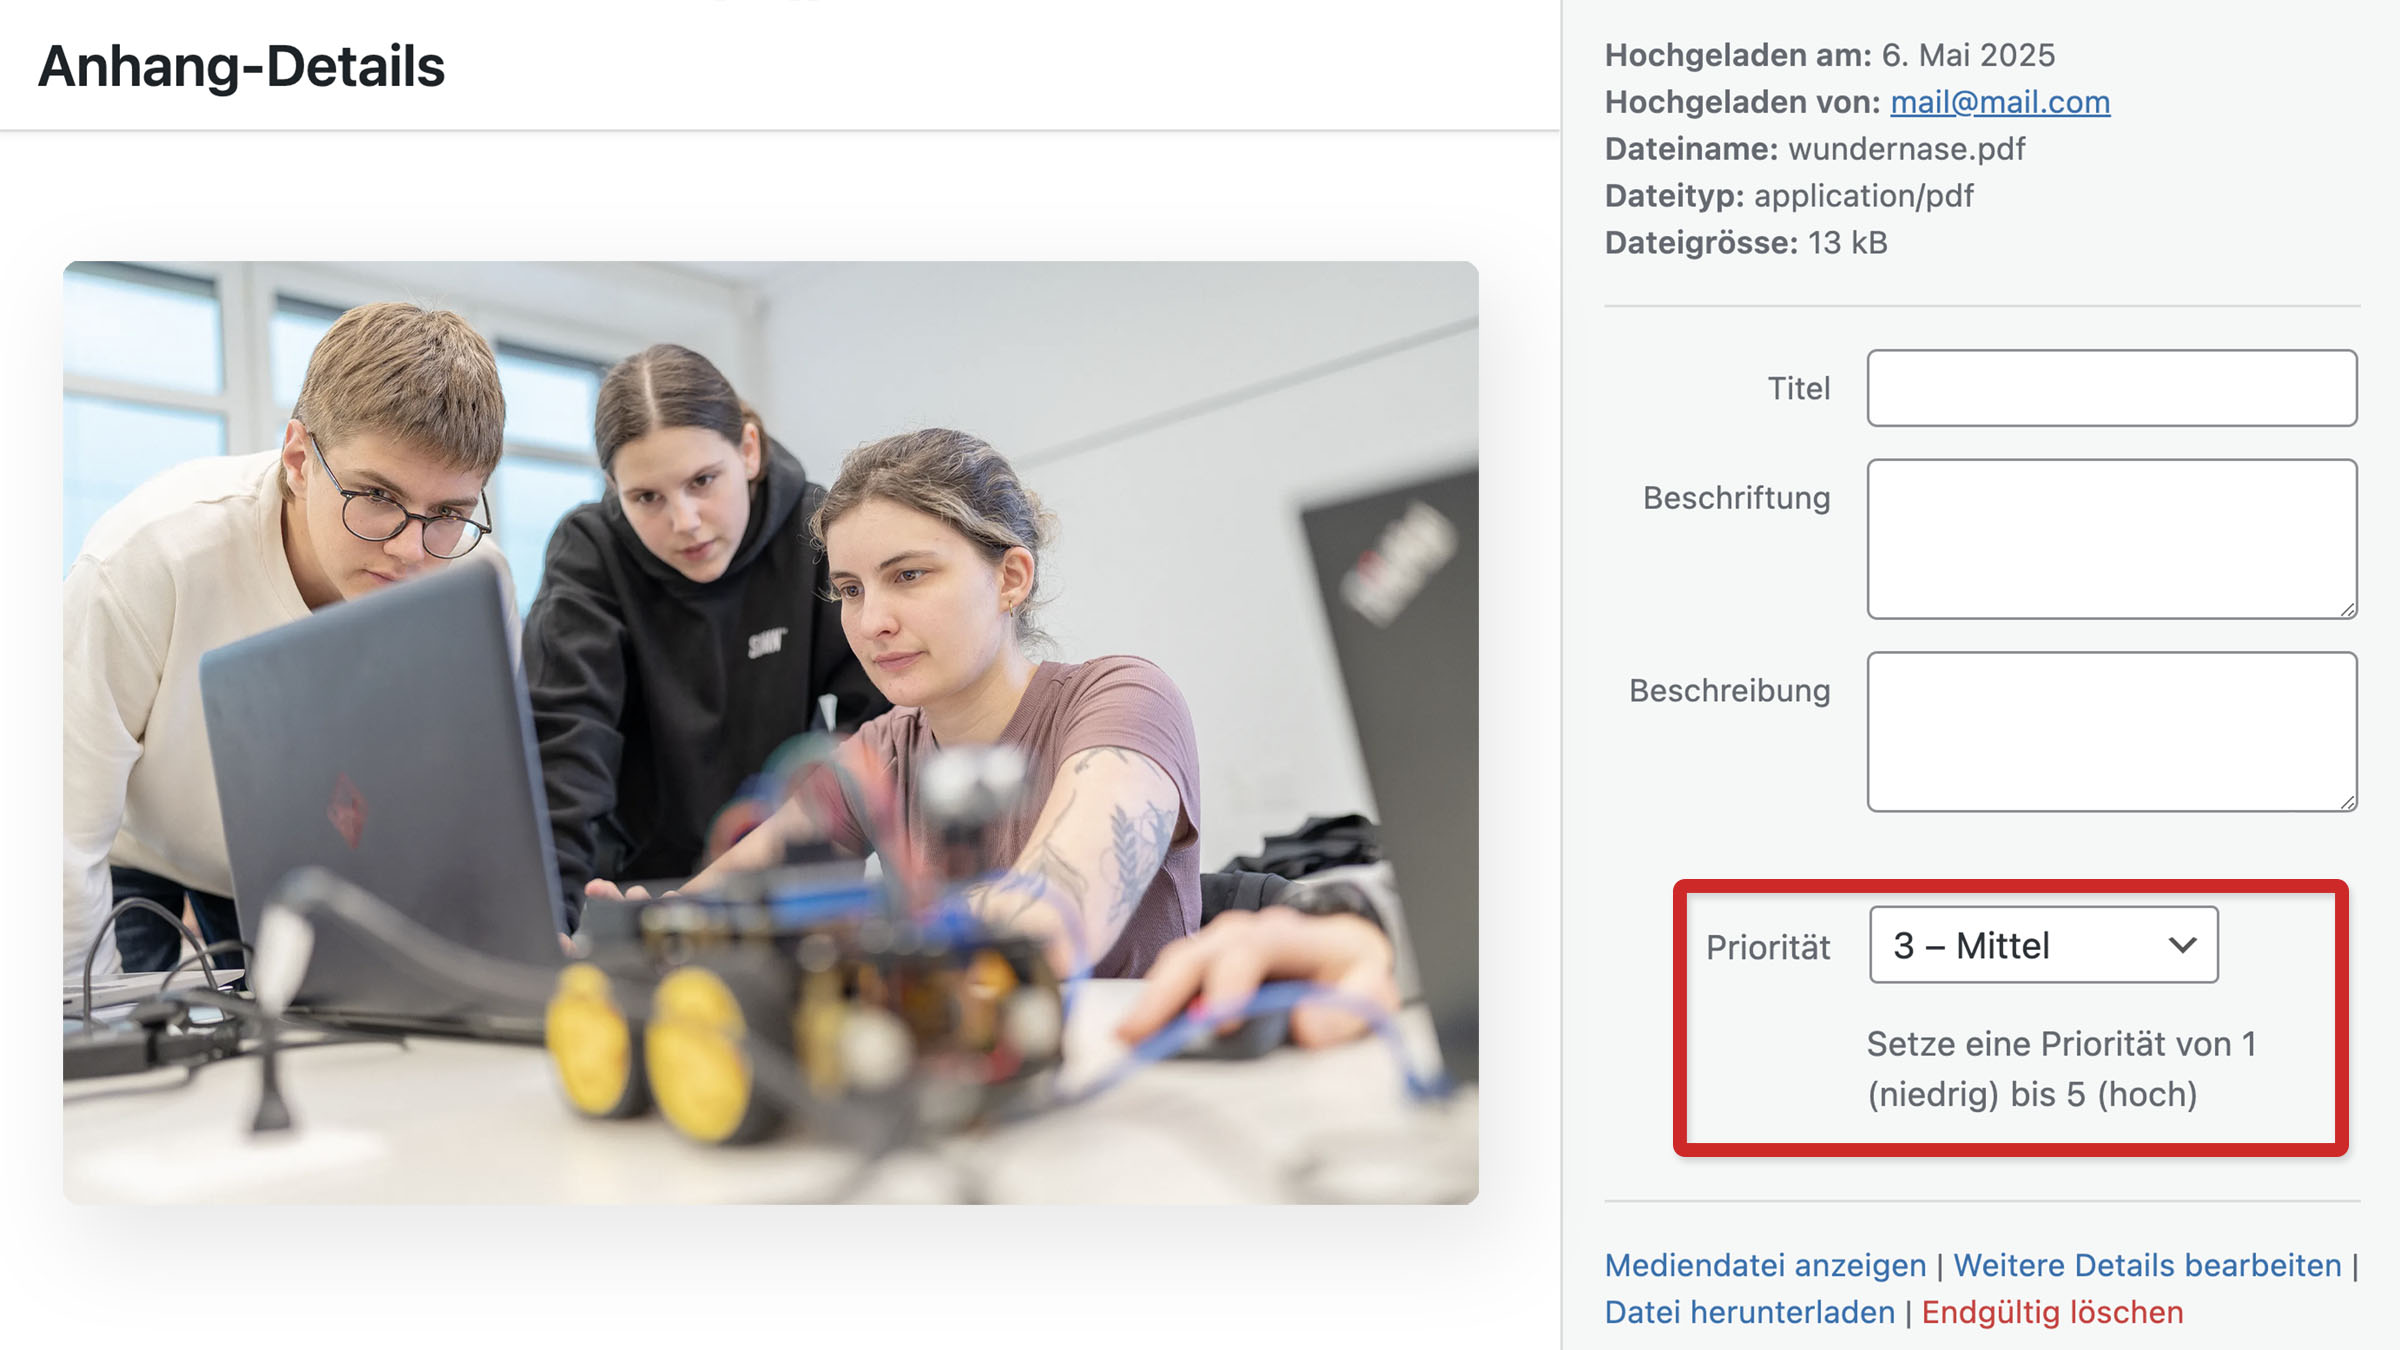 Anhang-Details
Hochgeladen am: 6. Mai 2025
Hochgeladen von: mail@mail.com
Dateiname: wundernase.pdf
Dateityp: application/pdf
Dateigrösse: 13 kB
Titel
Beschriftung
Beschreibung
Priorität
3 – Mittel
Setze eine Priorität von 1
(niedrig) bis 5 (hoch)
Mediendatei anzeigen | Weitere Details bearbeiten |
Datei herunterladen | Endgültig löschen